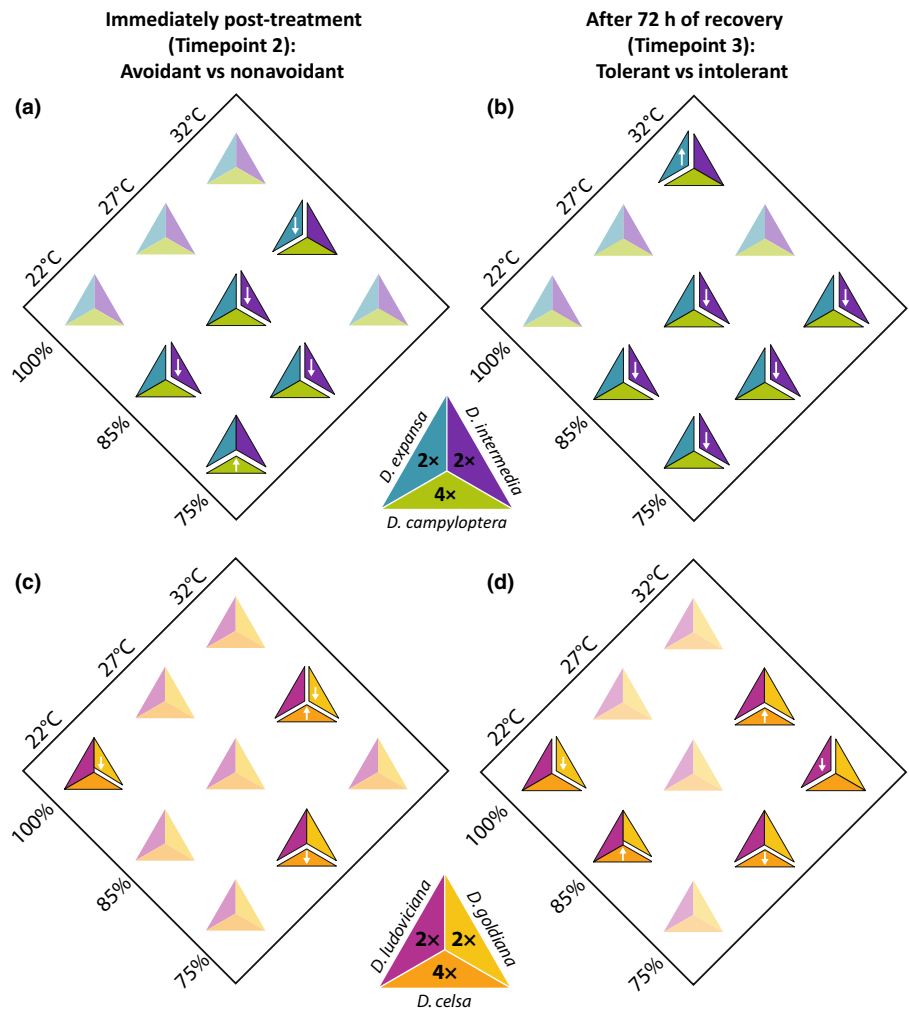 Immediately post-treatment
(Timepoint 2):
Avoidant vs nonavoidant
After 72 h of recovery
(Timepoint 3):
Tolerant vs intolerant
(a)
32°C
27°C
22°C
100%
85%
75%
(b)
32°C
27°C
22°C
100%
85%
75%
D. expansa
D. intermedia
2×
2×
4×
D. campyloptera
(c)
32°C
27°C
22°C
100%
85%
75%
(d)
32°C
27°C
22°C
100%
85%
75%
D. ludoviciana
D. goldiana
2×
2×
4×
D. celsa